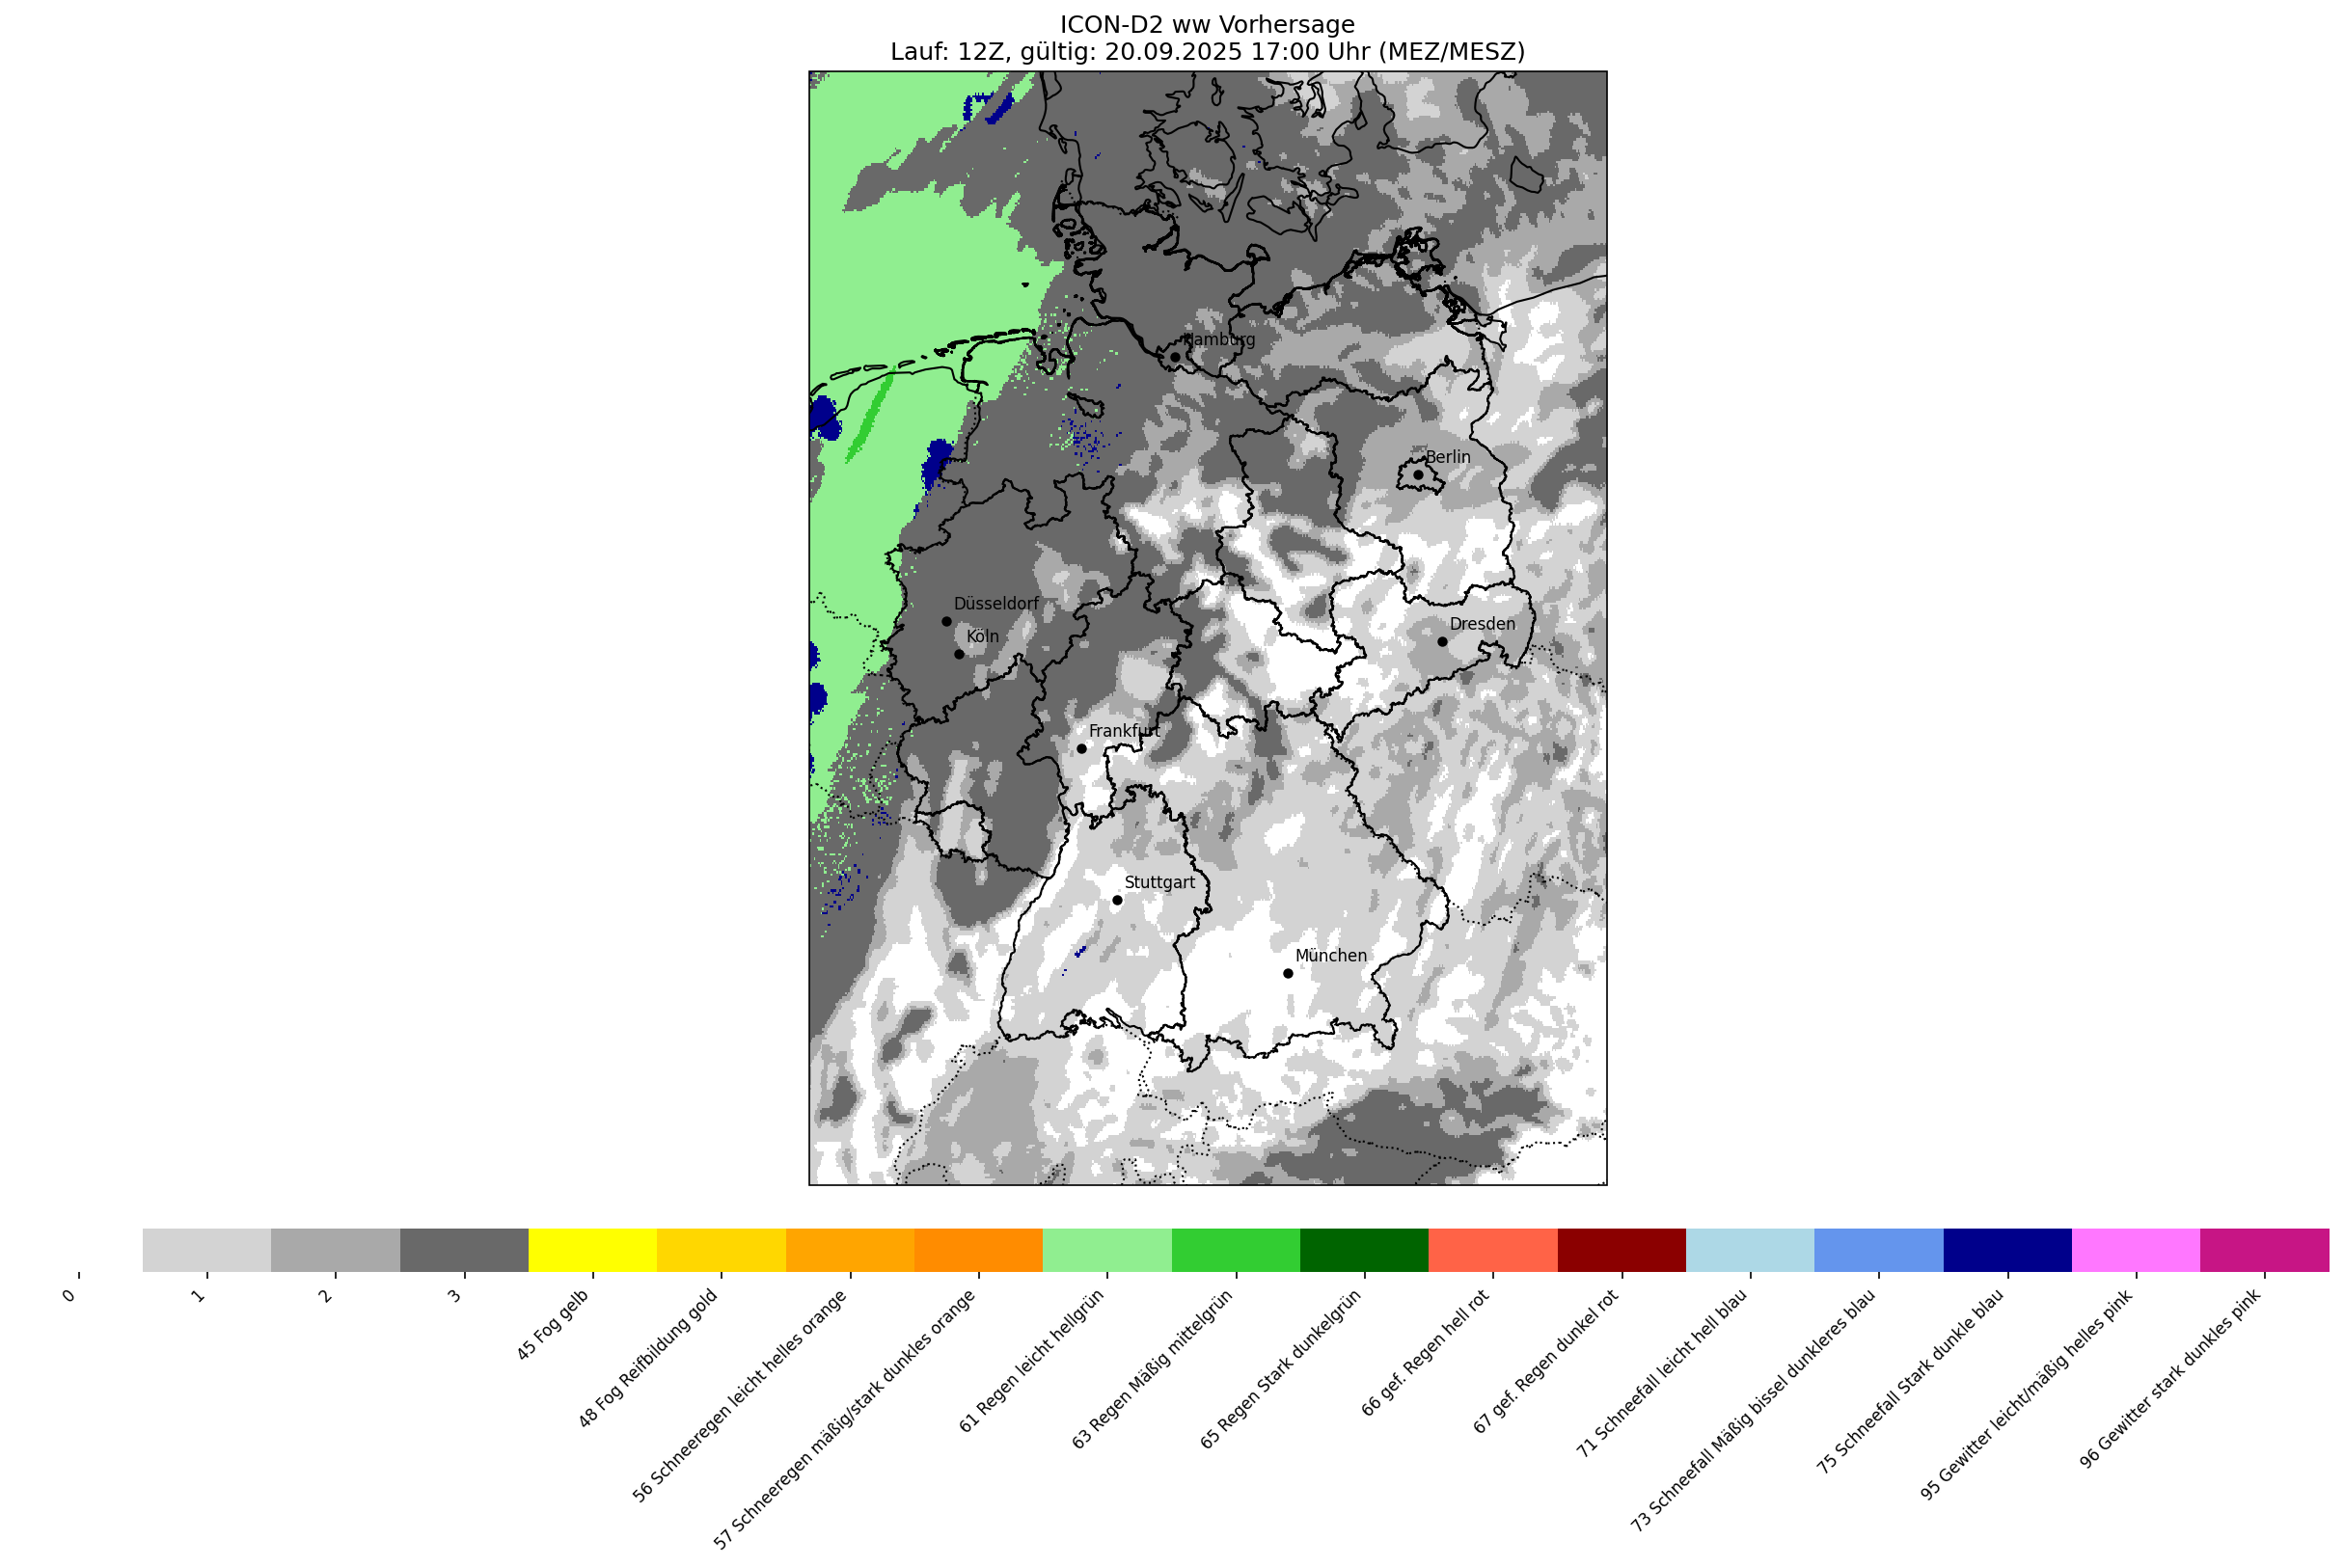 ICON-D2 ww Vorhersage
Lauf: 12Z, gültig: 20.09.2025 17:00 Uhr (MEZ/MESZ)
Hamburg
Berlin
Düsseldorf
Köln
Dresden
Frankfurt
Stuttgart
München
0
1
2
3
45 Fog gelb
48 Fog Reifbildung gold
56 Schneeregen leicht helles orange
57 Schneeregen mäßig/stark dunkles orange
61 Regen leicht hellgrün
63 Regen Mäßig mittelgrün
65 Regen Stark dunkelgrün
66 gef. Regen hell rot
67 gef. Regen dunkel rot
71 Schneefall leicht hell blau
73 Schneefall Mäßig bissel dunkleres blau
75 Schneefall Stark dunkle blau
95 Gewitter leicht/mäßig helles pink
96 Gewitter stark dunkles pink